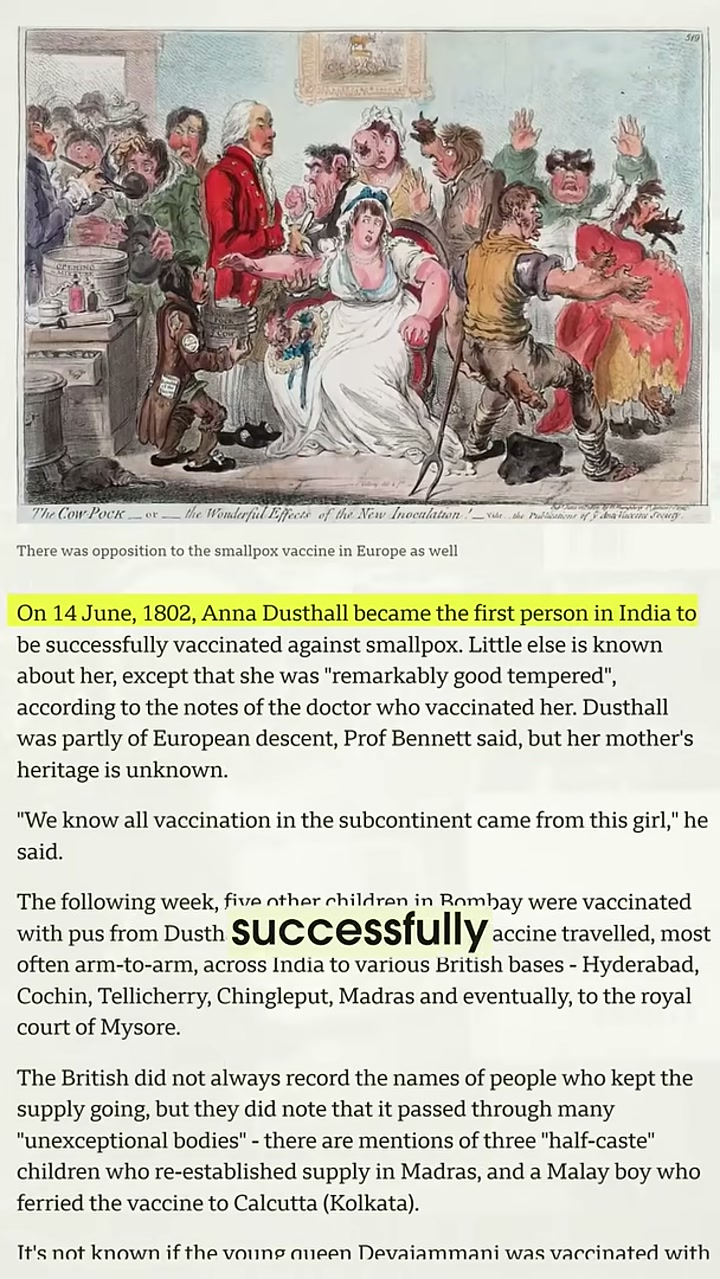 519
OPENING
The COW POCK — or — the Wonderful Effects of the New Inoculation! — Vide. the Publications of ye Anti-Vaccine Society.
There was opposition to the smallpox vaccine in Europe as well
On 14 June, 1802, Anna Dusthall became the first person in India to
be successfully vaccinated against smallpox. Little else is known
about her, except that she was "remarkably good tempered",
according to the notes of the doctor who vaccinated her. Dusthall
was partly of European descent, Prof Bennett said, but her mother's
heritage is unknown.
"We know all vaccination in the subcontinent came from this girl," he
said.
The following week, five other children in Bombay were vaccinated
with pus from Dusth
successfully
accine travelled, most
often arm-to-arm, across India to various British bases - Hyderabad,
Cochin, Tellicherry, Chingleput, Madras and eventually, to the royal
court of Mysore.
The British did not always record the names of people who kept the
supply going, but they did note that it passed through many
"unexceptional bodies" - there are mentions of three "half-caste"
children who re-established supply in Madras, and a Malay boy who
ferried the vaccine to Calcutta (Kolkata).
It's not known if the young queen Devajammani was vaccinated with